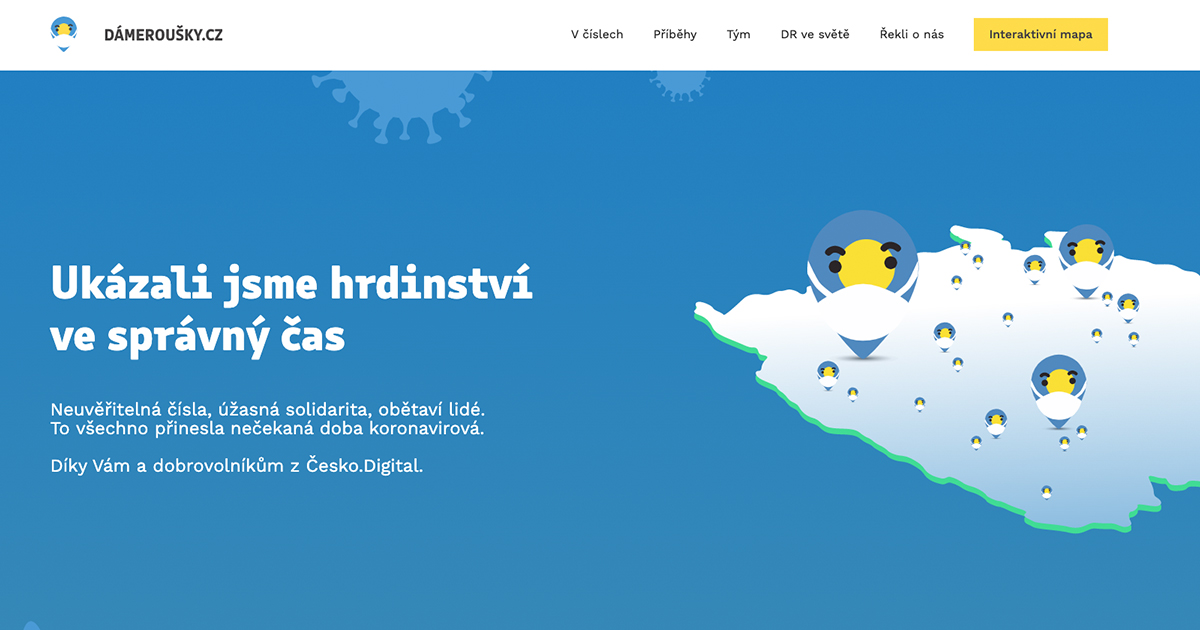 DÁMEROUŠKY.CZ
V číslech
Příběhy
Tým
DR ve světě
Řekli o nás
Interaktivní mapa
Ukázali jsme hrdinství
ve správný čas
Neuvěřitelná čísla, úžasná solidarita, obětaví lidé.
To všechno přinesla nečekaná doba koronavirová.
Díky Vám a dobrovolníkům z Česko.Digital.